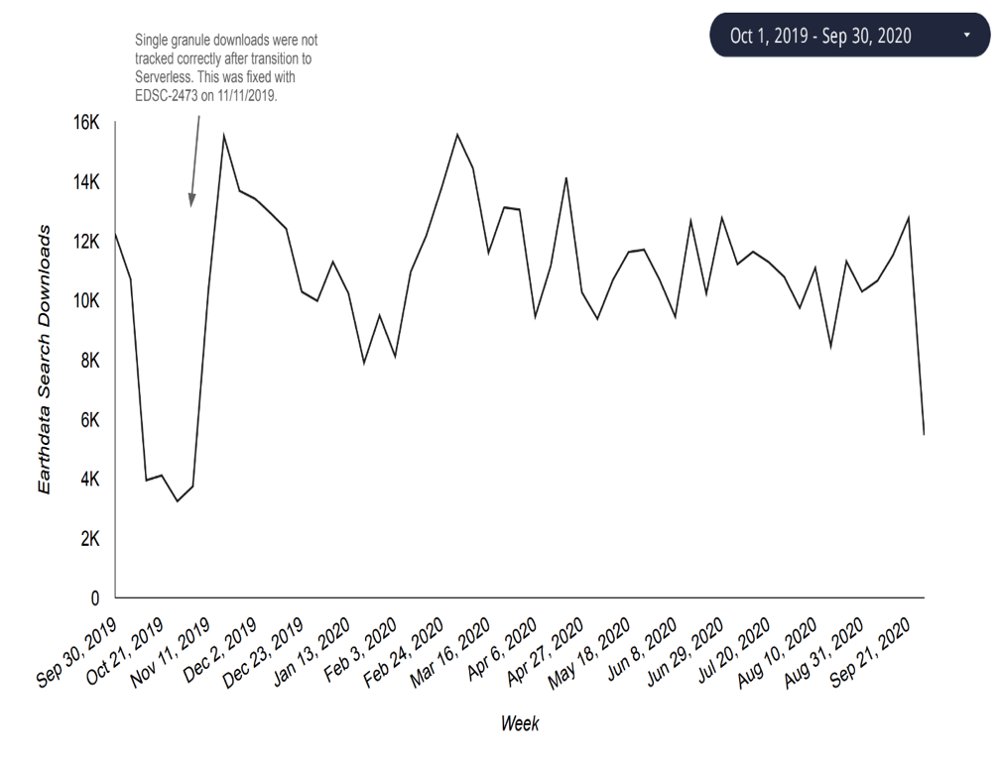 Oct 1, 2019 - Sep 30, 2020
Single granule downloads were not
tracked correctly after transition to
Serverless. This was fixed with
EDSC-2473 on 11/11/2019.
16K
14K
12K
10K
8K
6K
4K
2K
0
Earthdata Search Downloads
Sep 30, 2019
Oct 21, 2019
Nov 11, 2019
Dec 2, 2019
Dec 23, 2019
Jan 13, 2020
Feb 3, 2020
Feb 24, 2020
Mar 16, 2020
Apr 6, 2020
Apr 27, 2020
May 18, 2020
Jun 8, 2020
Jun 29, 2020
Jul 20, 2020
Aug 10, 2020
Aug 31, 2020
Sep 21, 2020
Week